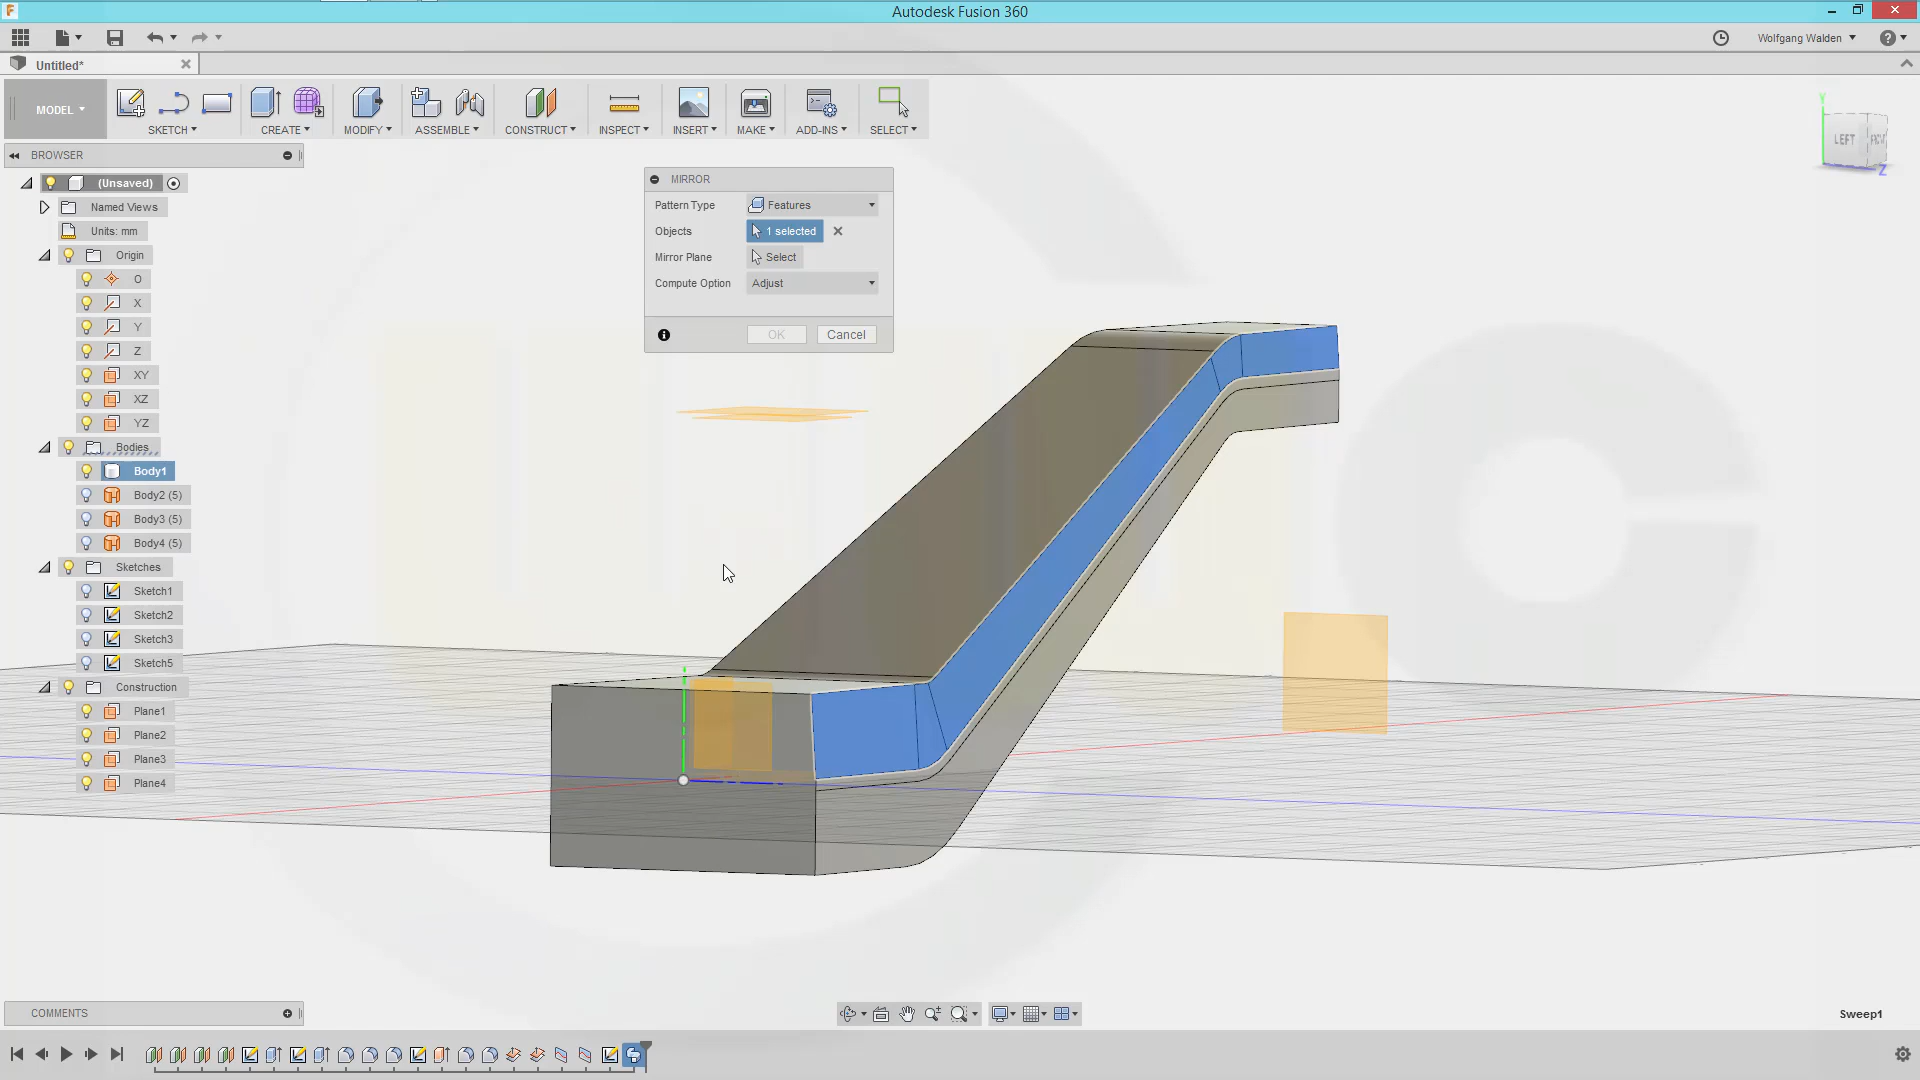 Autodesk Fusion 360
Wolfgang Walden
Untitled*
MODEL
SKETCH
CREATE
MODIFY
ASSEMBLE
CONSTRUCT
INSPECT
INSERT
MAKE
ADD-INS
SELECT
BROWSER
(Unsaved)
Named Views
Units: mm
Origin
O
X
Y
Z
XY
XZ
YZ
Bodies
Body1
Body2 (5)
Body3 (5)
Body4 (5)
Sketches
Sketch1
Sketch2
Sketch3
Sketch5
Construction
Plane1
Plane2
Plane3
Plane4
MIRROR
Pattern Type Features
Objects 1 selected
Mirror Plane Select
Compute Option Adjust
OK Cancel
Y
LEFT
Z
COMMENTS
Sweep1